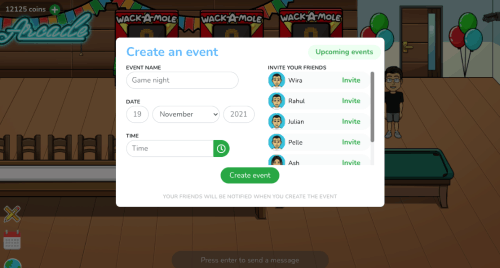 12125 coins +
WACK-A-MOLE
WACK-A-MOLE
WACK-A-MOLE
Arcade
Create an event
Upcoming events
EVENT NAME
Game night
DATE
19
November
2021
TIME
Time
INVITE YOUR FRIENDS
Wira Invite
Rahul Invite
Julian Invite
Pelle Invite
Ash Invite
Create event
YOUR FRIENDS WILL BE NOTIFIED WHEN YOU CREATE THE EVENT
Press enter to send a message